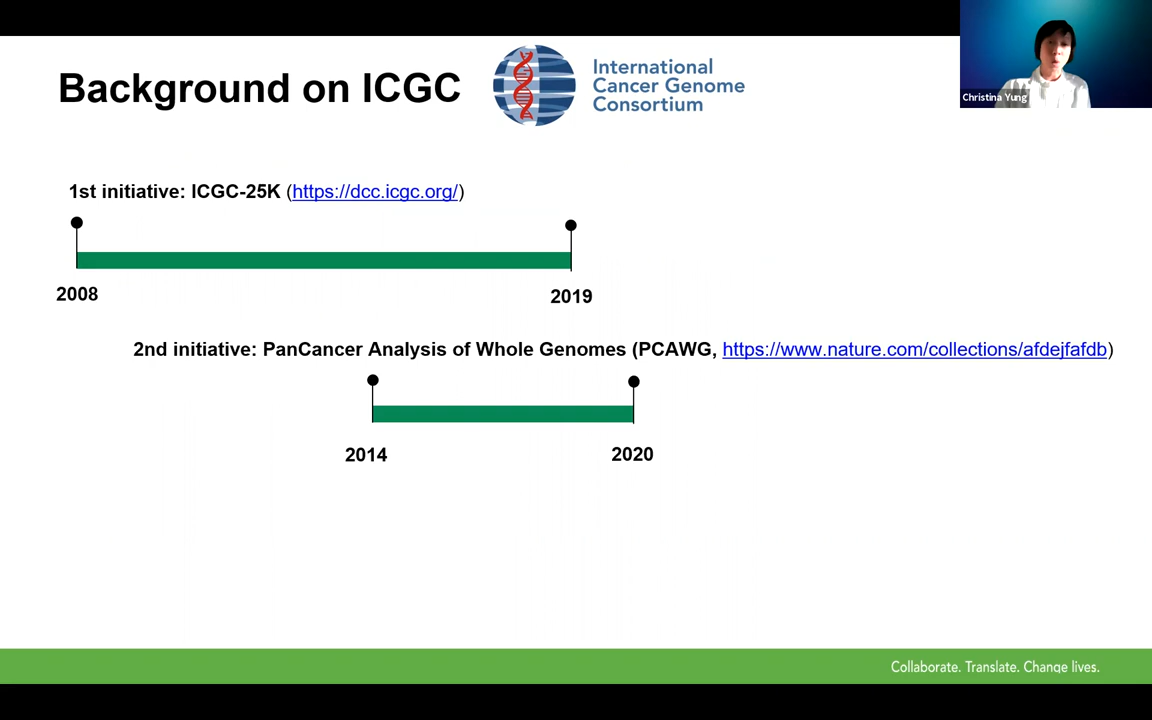 Background on ICGC
International
Cancer Genome
Consortium
Christina Yung
1st initiative: ICGC-25K (https://dcc.icgc.org/)
2008
2019
2nd initiative: PanCancer Analysis of Whole Genomes (PCAWG, https://www.nature.com/collections/afdejfafdb)
2014
2020
Collaborate. Translate. Change lives.